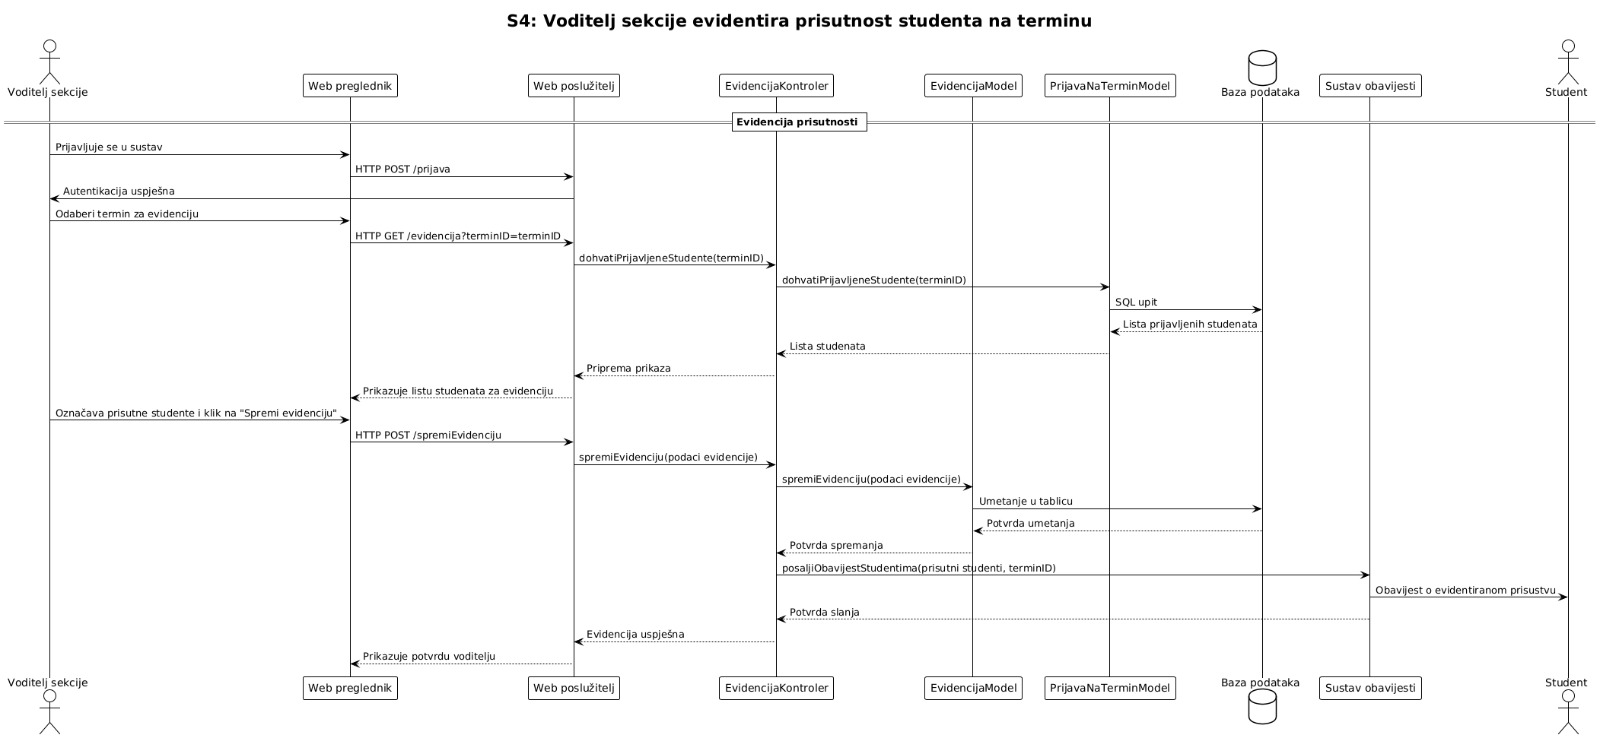 S4: Voditelj sekcije evidentira prisutnost studenta na terminu
Voditelj sekcije
Web preglednik
Web poslužitelj
EvidencijaKontroler
EvidencijaModel
PrijavaNaTerminModel
Baza podataka
Sustav obavijesti
Student
Evidencija prisutnosti
Prijavljuje se u sustav
HTTP POST /prijava
Autentikacija uspješna
Odaberi termin za evidenciju
HTTP GET /evidencija?terminID=terminID
dohvatiPrijavljeneStudente(terminID)
dohvatiPrijavljeneStudente(terminID)
SQL upit
Lista prijavljenih studenata
Lista studenata
Priprema prikaza
Prikazuje listu studenata za evidenciju
Označava prisutne studente i klik na "Spremi evidenciju"
HTTP POST /spremiEvidenciju
spremiEvidenciju(podaci evidencije)
spremiEvidenciju(podaci evidencije)
Umetanje u tablicu
Potvrda umetanja
Potvrda spremanja
posaljiObavijestStudentima(prisutni studenti, terminID)
Obavijest o evidentiranom prisustvu
Potvrda slanja
Evidencija uspješna
Prikazuje potvrdu voditelju
Voditelj sekcije
Web preglednik
Web poslužitelj
EvidencijaKontroler
EvidencijaModel
PrijavaNaTerminModel
Baza podataka
Sustav obavijesti
Student